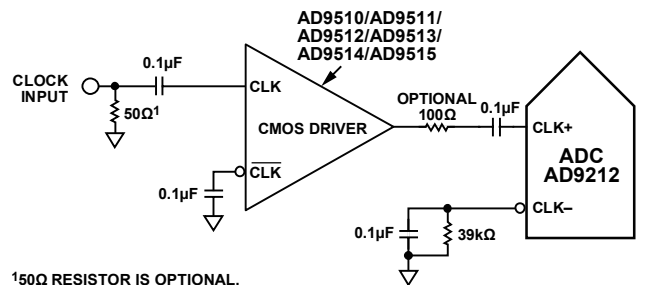 AD9510/AD9511/
AD9512/AD9513/
AD9514/AD9515
0.1µF
CLOCK
INPUT
50Ω¹
CLK
CMOS DRIVER
CLK
0.1µF
OPTIONAL
100Ω
0.1µF
CLK+
ADC
AD9212
CLK–
0.1µF
39kΩ
¹50Ω RESISTOR IS OPTIONAL.